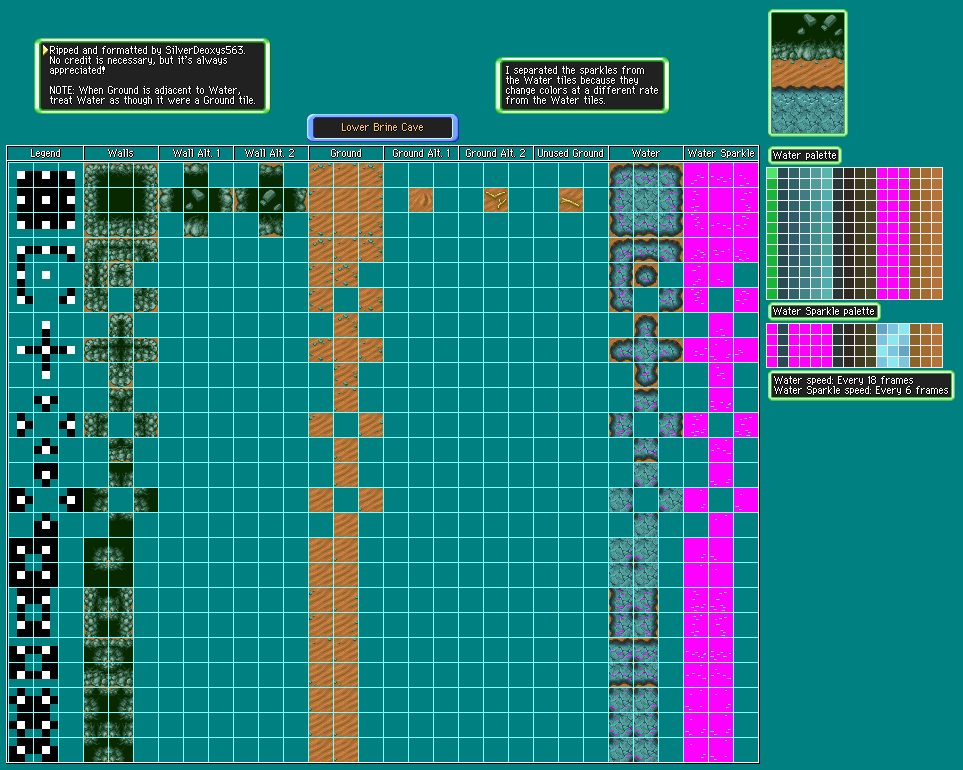 Ripped and formatted by SilverDeoxys563.
No credit is necessary, but it's always
appreciated!
NOTE: When Ground is adjacent to Water,
treat Water as though it were a Ground tile.
I separated the sparkles from
the Water tiles because they
change colors at a different rate
from the Water tiles.
Lower Brine Cave
Legend Walls Wall Alt. 1 Wall Alt. 2 Ground Ground Alt. 1 Ground Alt. 2 Unused Ground Water Water Sparkle
Water palette
Water Sparkle palette
Water speed: Every 18 frames
Water Sparkle speed: Every 6 frames